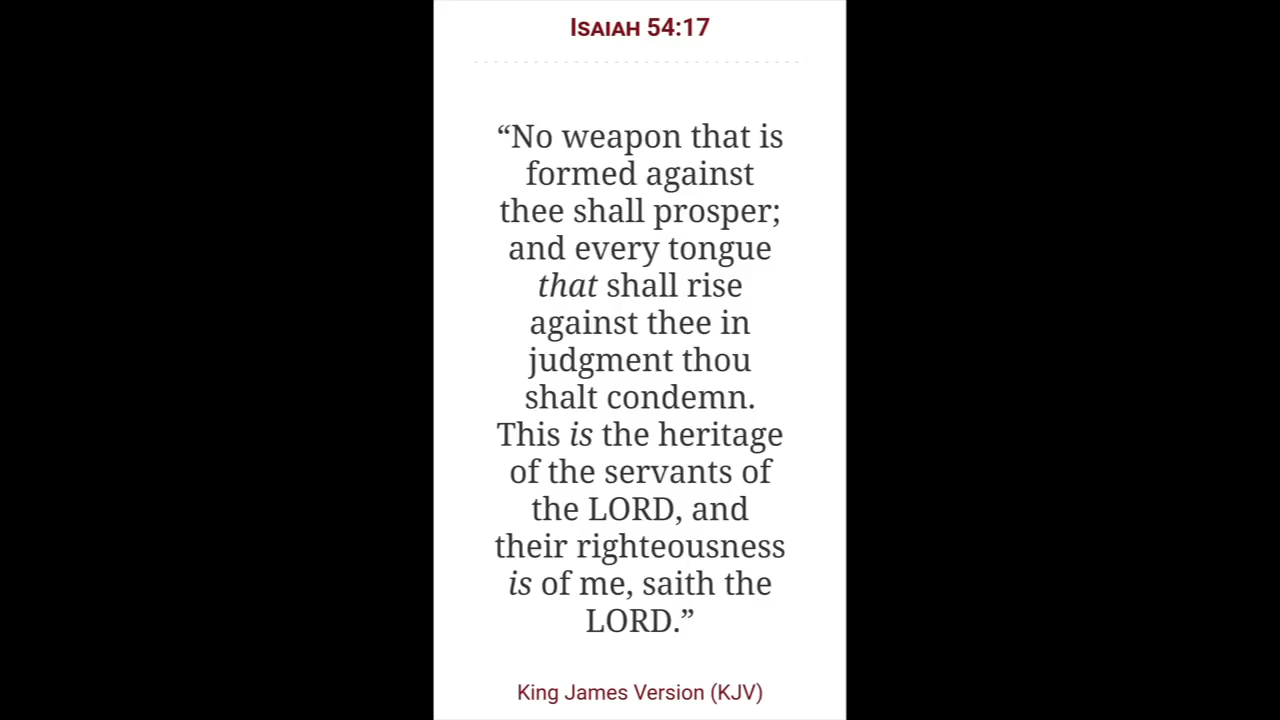 Isaiah 54:17
“No weapon that is
formed against
thee shall prosper;
and every tongue
that shall rise
against thee in
judgment thou
shalt condemn.
This is the heritage
of the servants of
the LORD, and
their righteousness
is of me, saith the
LORD.”
King James Version (KJV)